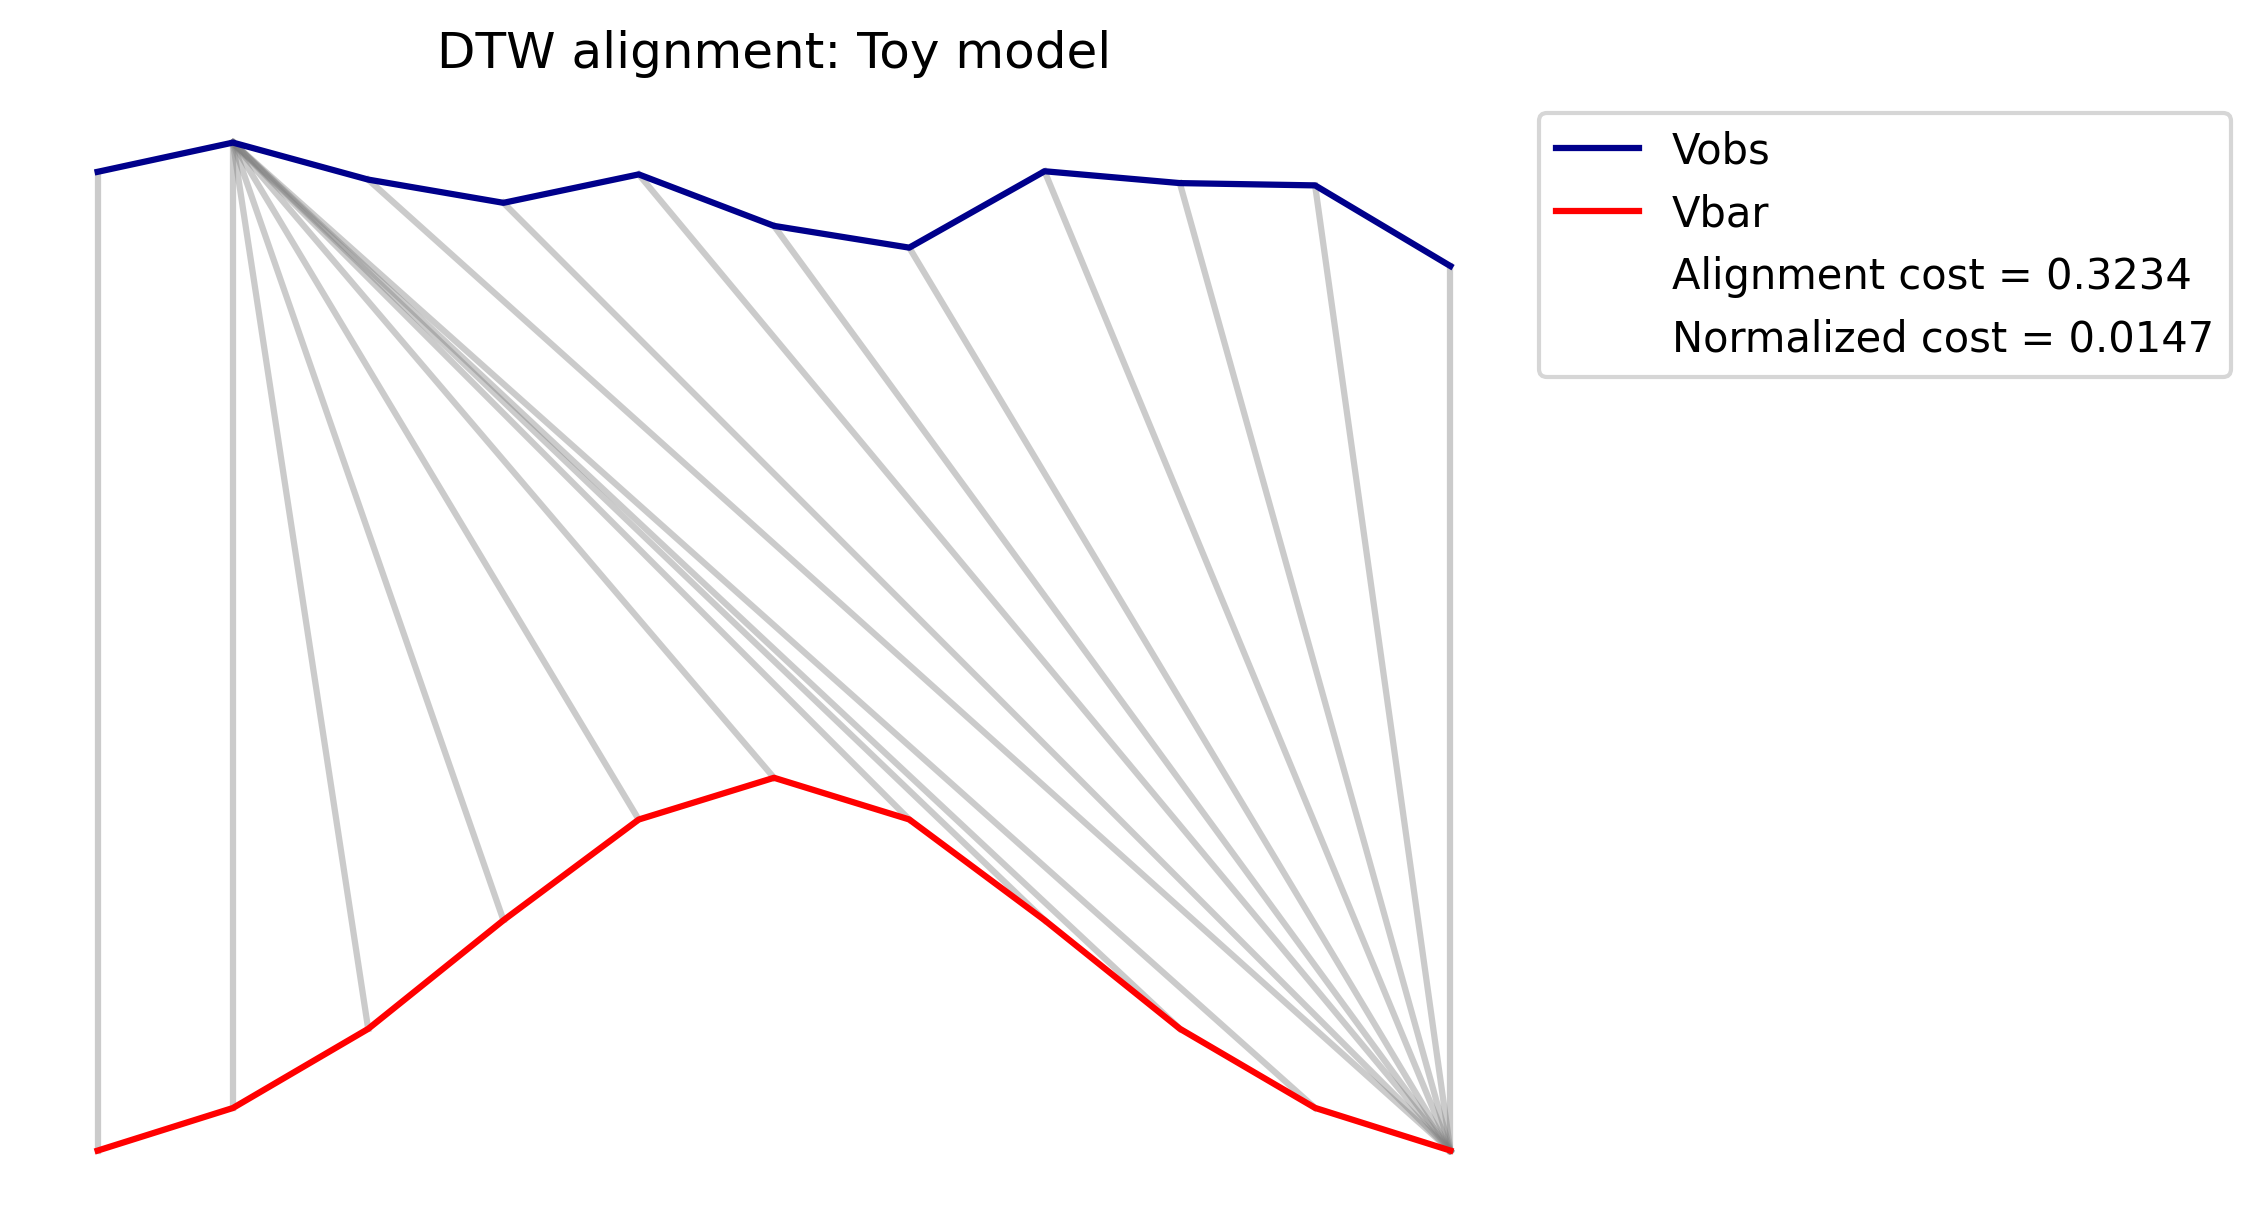 DTW alignment: Toy model
Vobs
Vbar
Alignment cost = 0.3234
Normalized cost = 0.0147